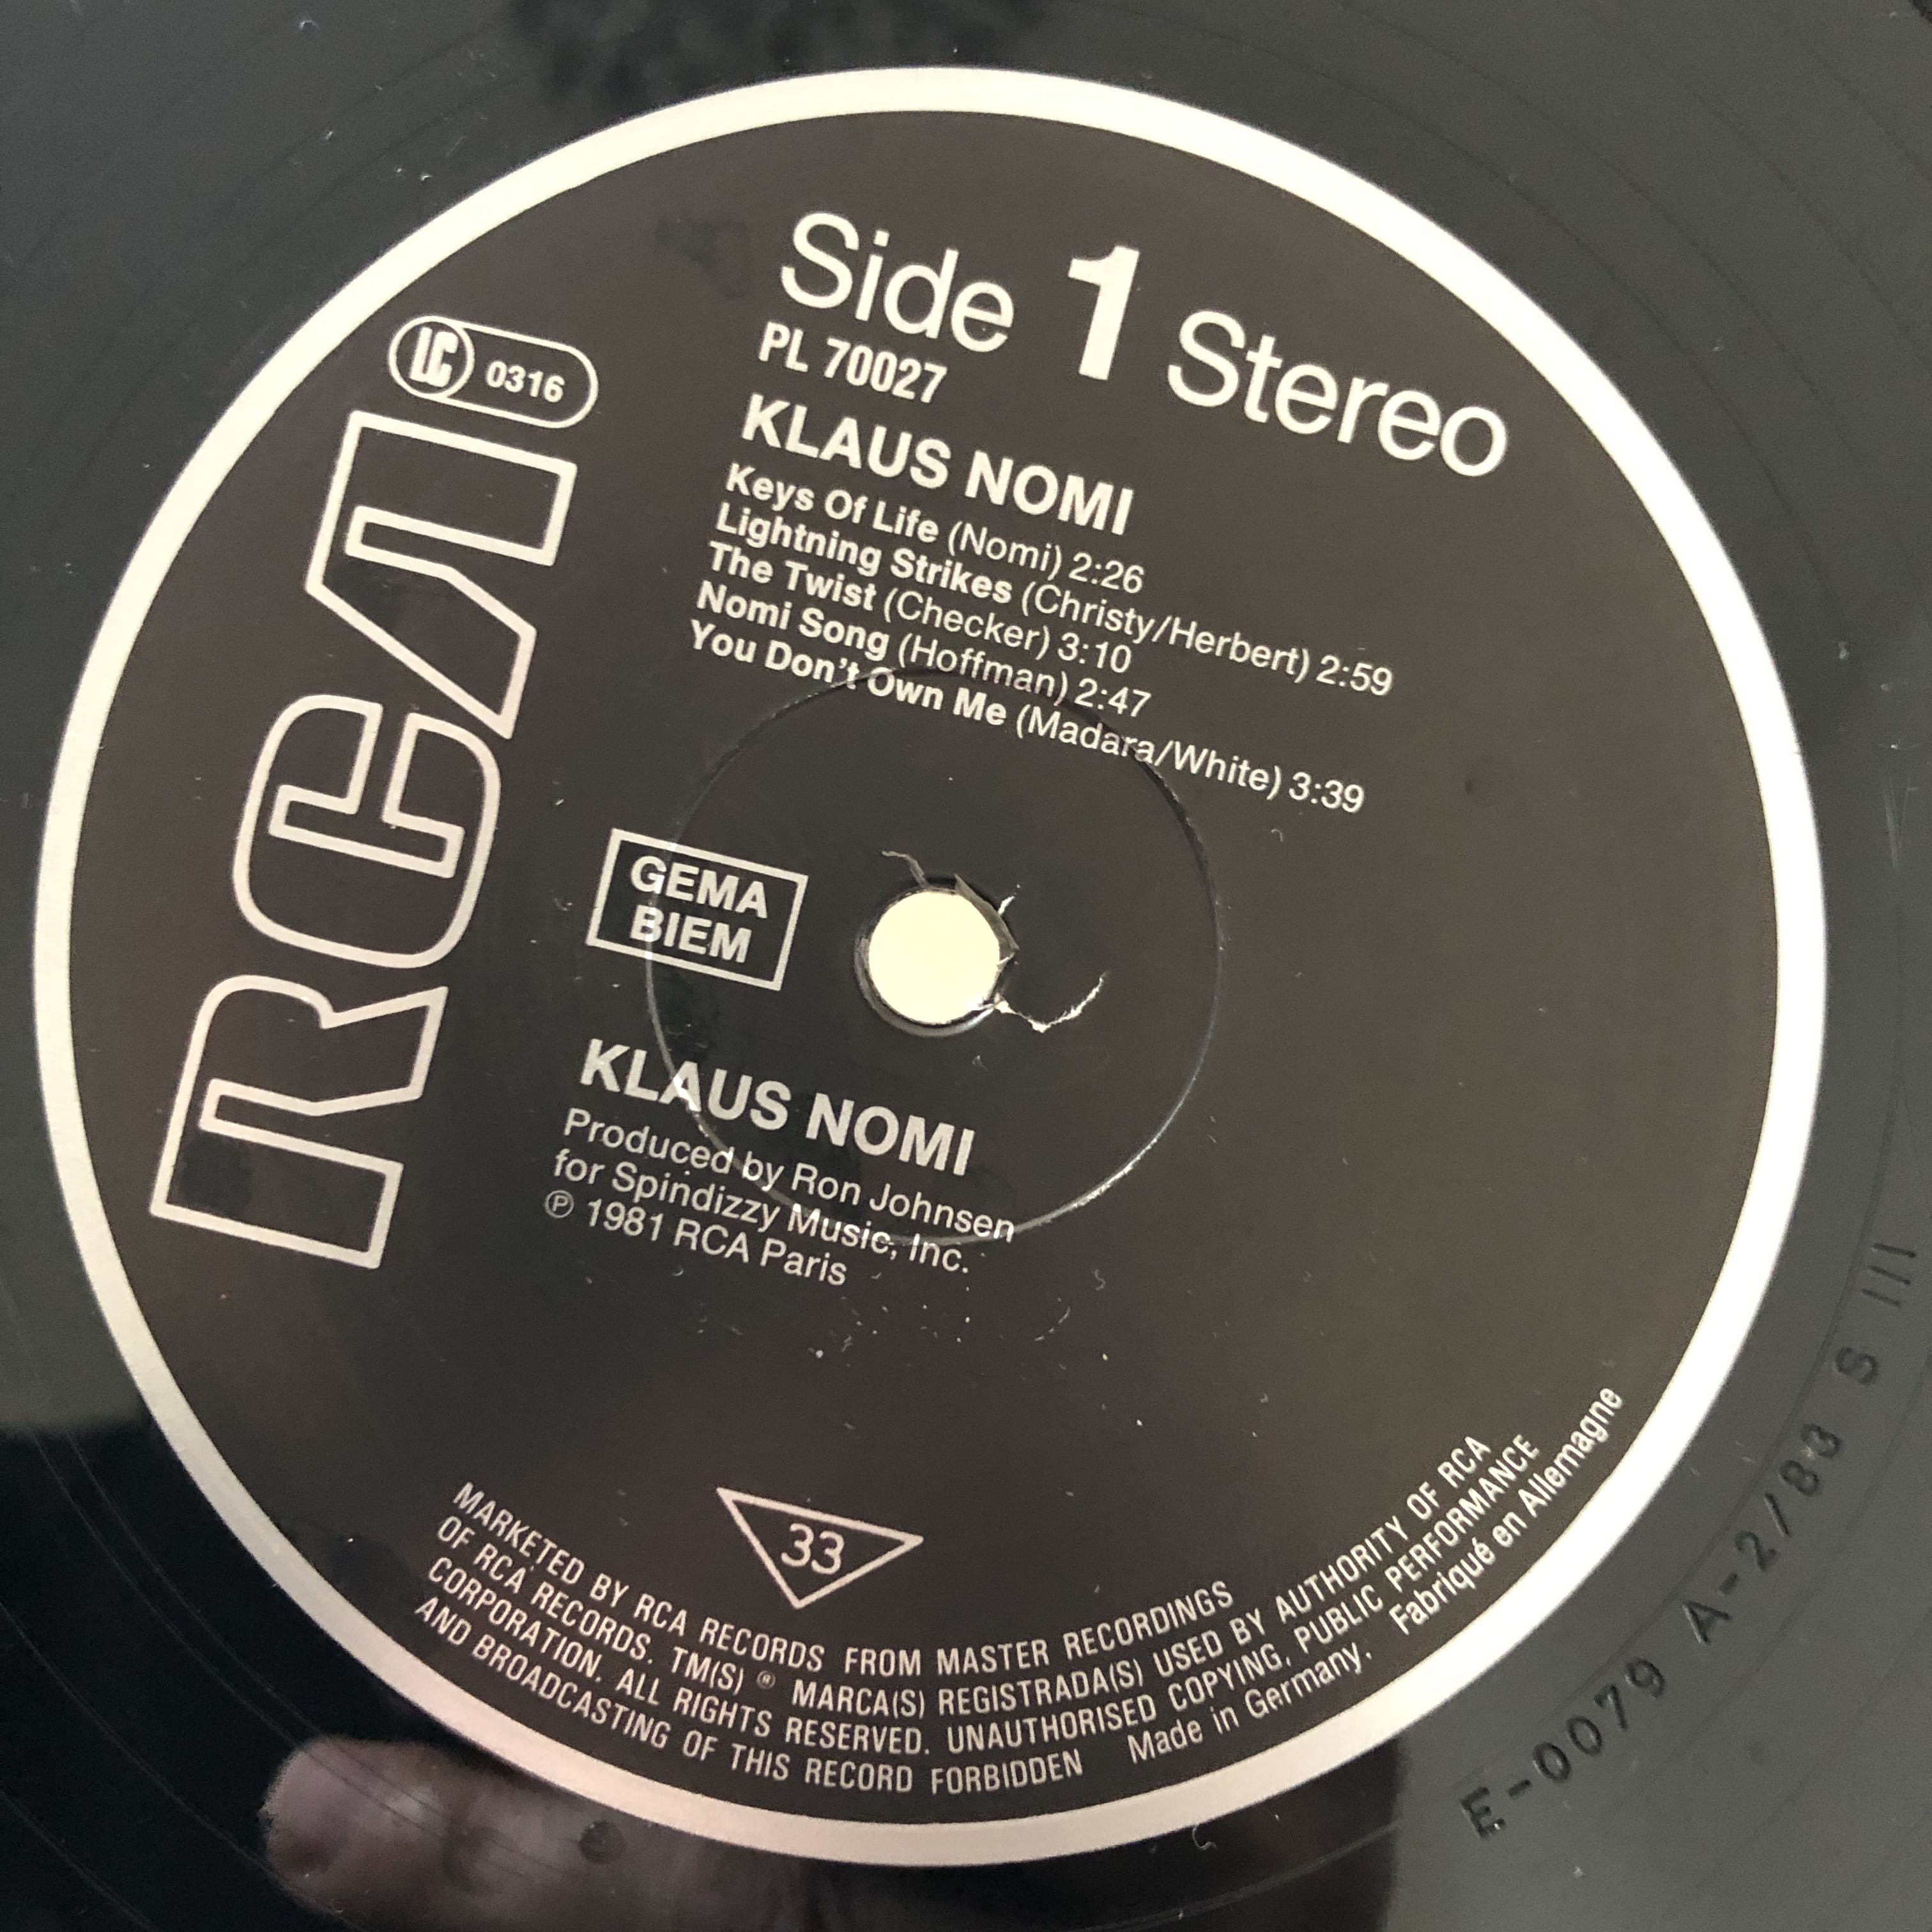 Side 1 Stereo
PL 70027
LC 0316
RCA
KLAUS NOMI
Keys Of Life (Nomi) 2:26
Lightning Strikes (Christy/Herbert) 2:59
The Twist (Checker) 3:10
Nomi Song (Hoffman) 2:47
You Don't Own Me (Madara/White) 3:39
GEMA
BIEM
KLAUS NOMI
Produced by Ron Johnsen
for Spindizzy Music, Inc.
℗ 1981 RCA Paris
33
MARKETED BY RCA RECORDS FROM MASTER RECORDINGS
OF RCA RECORDS. TM(S) ® MARCA(S) REGISTRADA(S) USED BY AUTHORITY OF RCA
CORPORATION. ALL RIGHTS RESERVED. UNAUTHORISED COPYING, PUBLIC PERFORMANCE
AND BROADCASTING OF THIS RECORD FORBIDDEN Made in Germany. Fabriqué en Allemagne
E-0079 A-2/83 S III